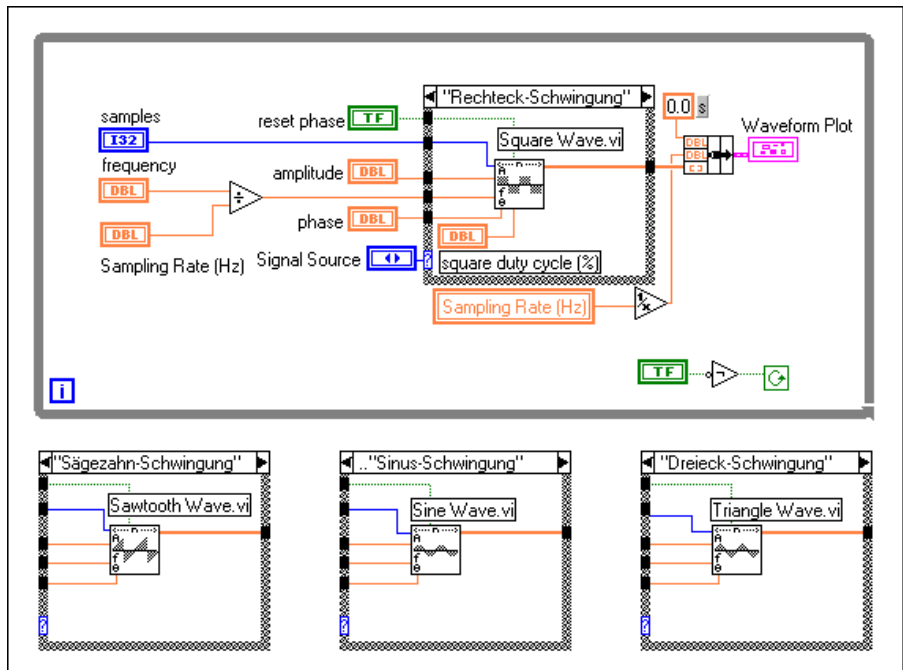 "Rechteck-Schwingung"
0.0 s
samples
I32
reset phase TF
Square Wave.vi
Waveform Plot
DBL
DBL
frequency
DBL
amplitude DBL
A n
f
θ
phase DBL
DBL
DBL
Sampling Rate (Hz)
Signal Source
?
square duty cycle (%)
Sampling Rate (Hz)
1/x
TF
i
"Sägezahn-Schwingung"
Sawtooth Wave.vi
A n
f
θ
?
.."Sinus-Schwingung"
Sine Wave.vi
A n
f
θ
?
"Dreieck-Schwingung"
Triangle Wave.vi
A n
f
θ
?